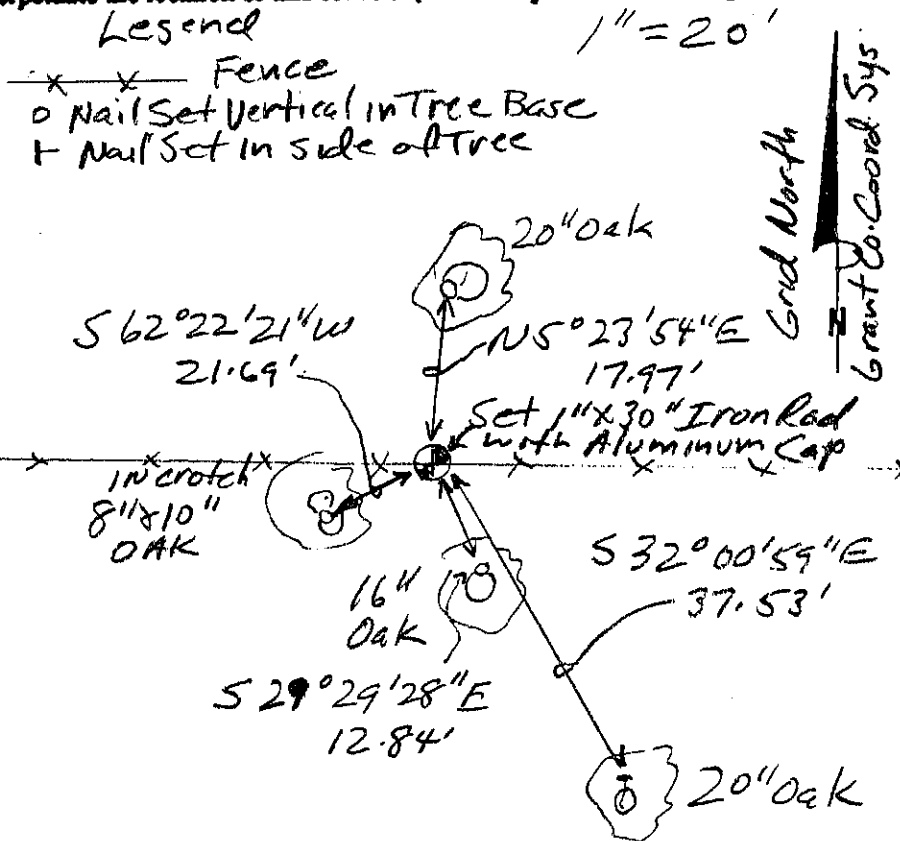 Legend
1" = 20'
Fence
Nail Set Vertical in Tree Base
Nail Set in side of Tree
Grid North
Grant Co. Coord. Sys
N
20" Oak
S 62°22'21" W
21.69'
N 5°23'54" E
17.97'
Set 1" x 30" Iron Rod
with Aluminum Cap
in crotch
8" x 10"
OAK
S 32°00'59" E
37.53'
16"
Oak
S 29°29'28" E
12.84'
20" Oak